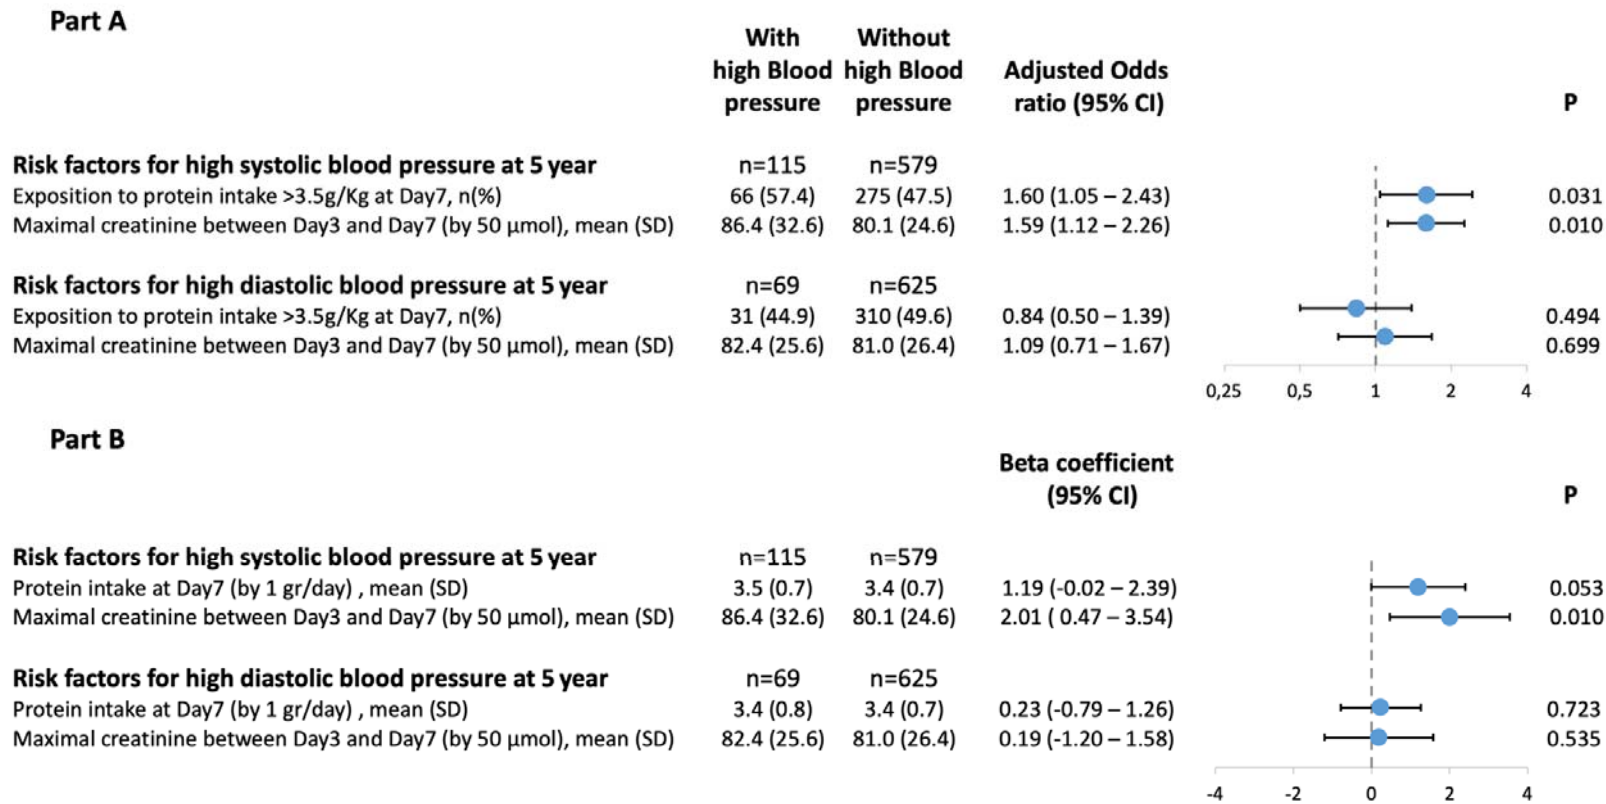 Part A
With Without
high Blood high Blood Adjusted Odds
pressure pressure ratio (95% CI) P
Risk factors for high systolic blood pressure at 5 year n=115 n=579
Exposition to protein intake >3.5g/Kg at Day7, n(%) 66 (57.4) 275 (47.5) 1.60 (1.05 – 2.43) 0.031
Maximal creatinine between Day3 and Day7 (by 50 µmol), mean (SD) 86.4 (32.6) 80.1 (24.6) 1.59 (1.12 – 2.26) 0.010
Risk factors for high diastolic blood pressure at 5 year n=69 n=625
Exposition to protein intake >3.5g/Kg at Day7, n(%) 31 (44.9) 310 (49.6) 0.84 (0.50 – 1.39) 0.494
Maximal creatinine between Day3 and Day7 (by 50 µmol), mean (SD) 82.4 (25.6) 81.0 (26.4) 1.09 (0.71 – 1.67) 0.699
0,25 0,5 1 2 4
Part B
Beta coefficient
(95% CI) P
Risk factors for high systolic blood pressure at 5 year n=115 n=579
Protein intake at Day7 (by 1 gr/day) , mean (SD) 3.5 (0.7) 3.4 (0.7) 1.19 (-0.02 – 2.39) 0.053
Maximal creatinine between Day3 and Day7 (by 50 µmol), mean (SD) 86.4 (32.6) 80.1 (24.6) 2.01 ( 0.47 – 3.54) 0.010
Risk factors for high diastolic blood pressure at 5 year n=69 n=625
Protein intake at Day7 (by 1 gr/day) , mean (SD) 3.4 (0.8) 3.4 (0.7) 0.23 (-0.79 – 1.26) 0.723
Maximal creatinine between Day3 and Day7 (by 50 µmol), mean (SD) 82.4 (25.6) 81.0 (26.4) 0.19 (-1.20 – 1.58) 0.535
-4 -2 0 2 4